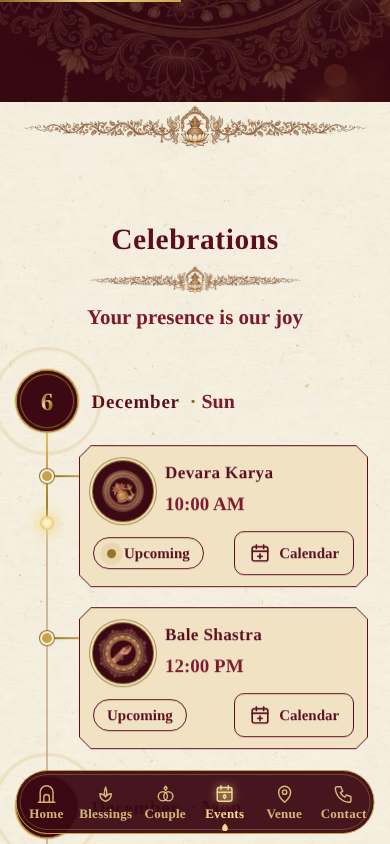 Celebrations
Your presence is our joy
6
December · Sun
Devara Karya
10:00 AM
Upcoming
Calendar
Bale Shastra
12:00 PM
Upcoming
Calendar
Home
Blessings
Couple
Events
Venue
Contact